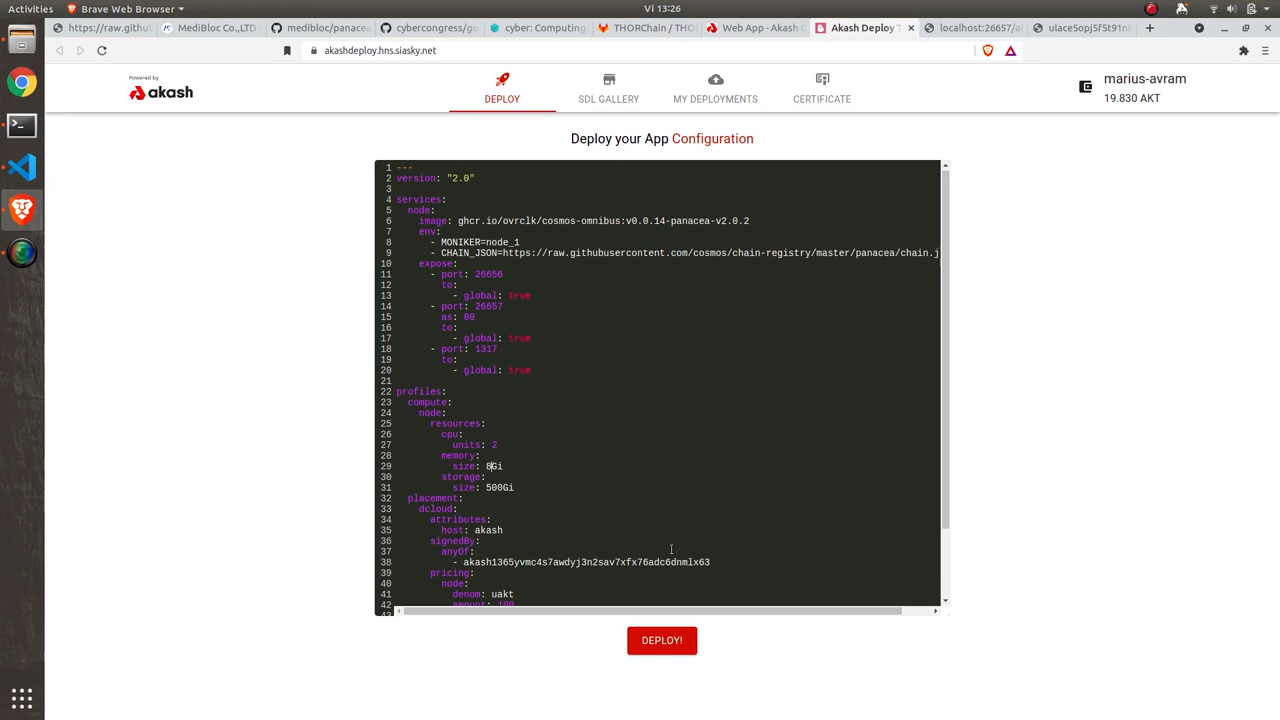 Activities
Brave Web Browser
Vi 13:26
https://raw.githul
MediBloc Co.,LTD
medibloc/panacea
cybercongress/go
cyber: Computing
THORChain / THO
Web App - Akash C
Akash Deploy T
localhost:26657/a
akashdeploy.hns.siasky.net
Powered by
akash
DEPLOY
SDL GALLERY
MY DEPLOYMENTS
CERTIFICATE
marius-avram
19.830 AKT
Deploy your App Configuration
1 ---
2 version: "2.0"
3
4 services:
5 node:
6 image: ghcr.io/ovrclk/cosmos-omnibus:v0.0.14-panacea-v2.0.2
7 env:
8 - MONIKER=node_1
9 - CHAIN_JSON=https://raw.githubusercontent.com/cosmos/chain-registry/master/panacea/chain.j
10 expose:
11 - port: 26656
12 to:
13 - global: true
14 - port: 26657
15 as: 80
16 to:
17 - global: true
18 - port: 1317
19 to:
20 - global: true
21
22 profiles:
23 compute:
24 node:
25 resources:
26 cpu:
27 units: 2
28 memory:
29 size: 8Gi
30 storage:
31 size: 500Gi
32 placement:
33 dcloud:
34 attributes:
35 host: akash
36 signedBy:
37 anyOf:
38 - akash1365yvmc4s7awdyj3n2sav7xfx76adc6dnmlx63
39 pricing:
40 node:
41 denom: uakt
42 amount: 100
43
DEPLOY!